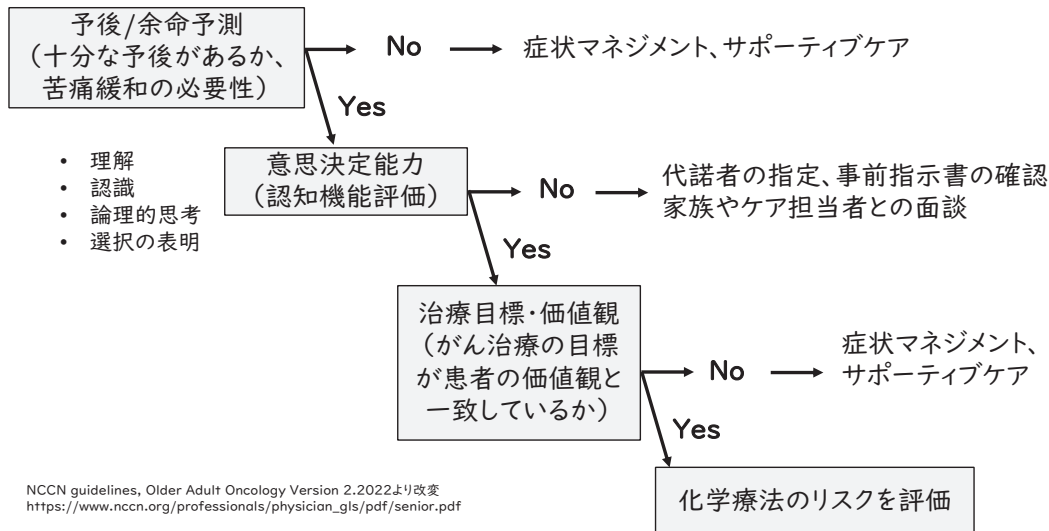 予後/余命予測
(十分な予後があるか、
苦痛緩和の必要性)
No
症状マネジメント、サポーティブケア
Yes
• 理解
• 認識
• 論理的思考
• 選択の表明
意思決定能力
(認知機能評価)
No
代諾者の指定、事前指示書の確認
家族やケア担当者との面談
Yes
治療目標・価値観
(がん治療の目標
が患者の価値観と
一致しているか)
No
症状マネジメント、
サポーティブケア
Yes
化学療法のリスクを評価
NCCN guidelines, Older Adult Oncology Version 2.2022より改変
https://www.nccn.org/professionals/physician_gls/pdf/senior.pdf